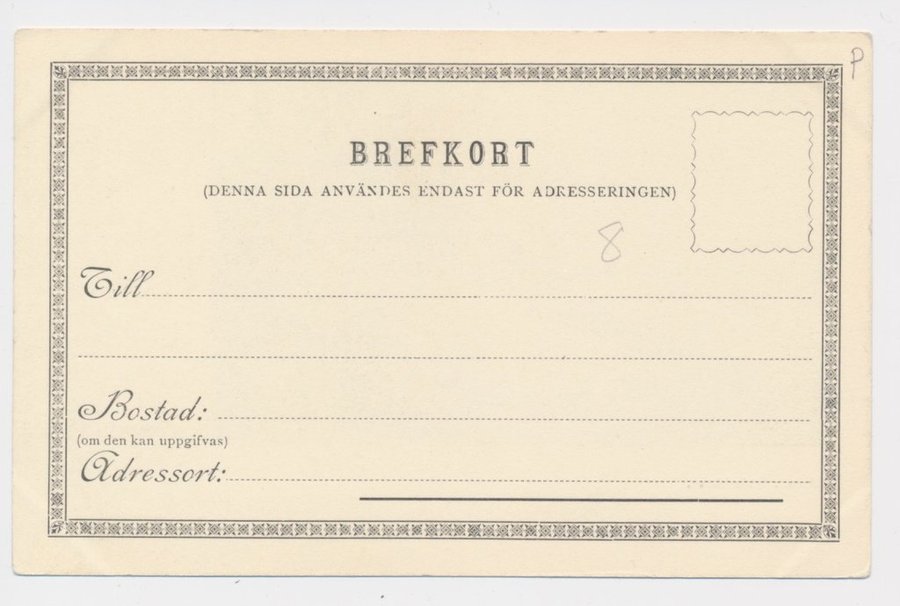 P
BREFKORT
(DENNA SIDA ANVÄNDES ENDAST FÖR ADRESSERINGEN)
8
Till
Bostad:
(om den kan uppgifvas)
Adressort: